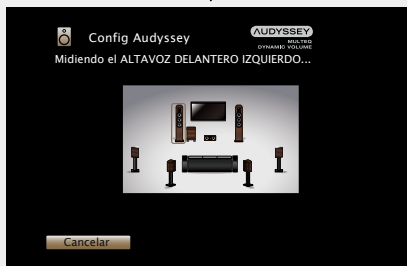 Config Audyssey
AUDYSSEY
MULTEQ
DYNAMIC VOLUME
Midiendo el ALTAVOZ DELANTERO IZQUIERDO...
Cancelar